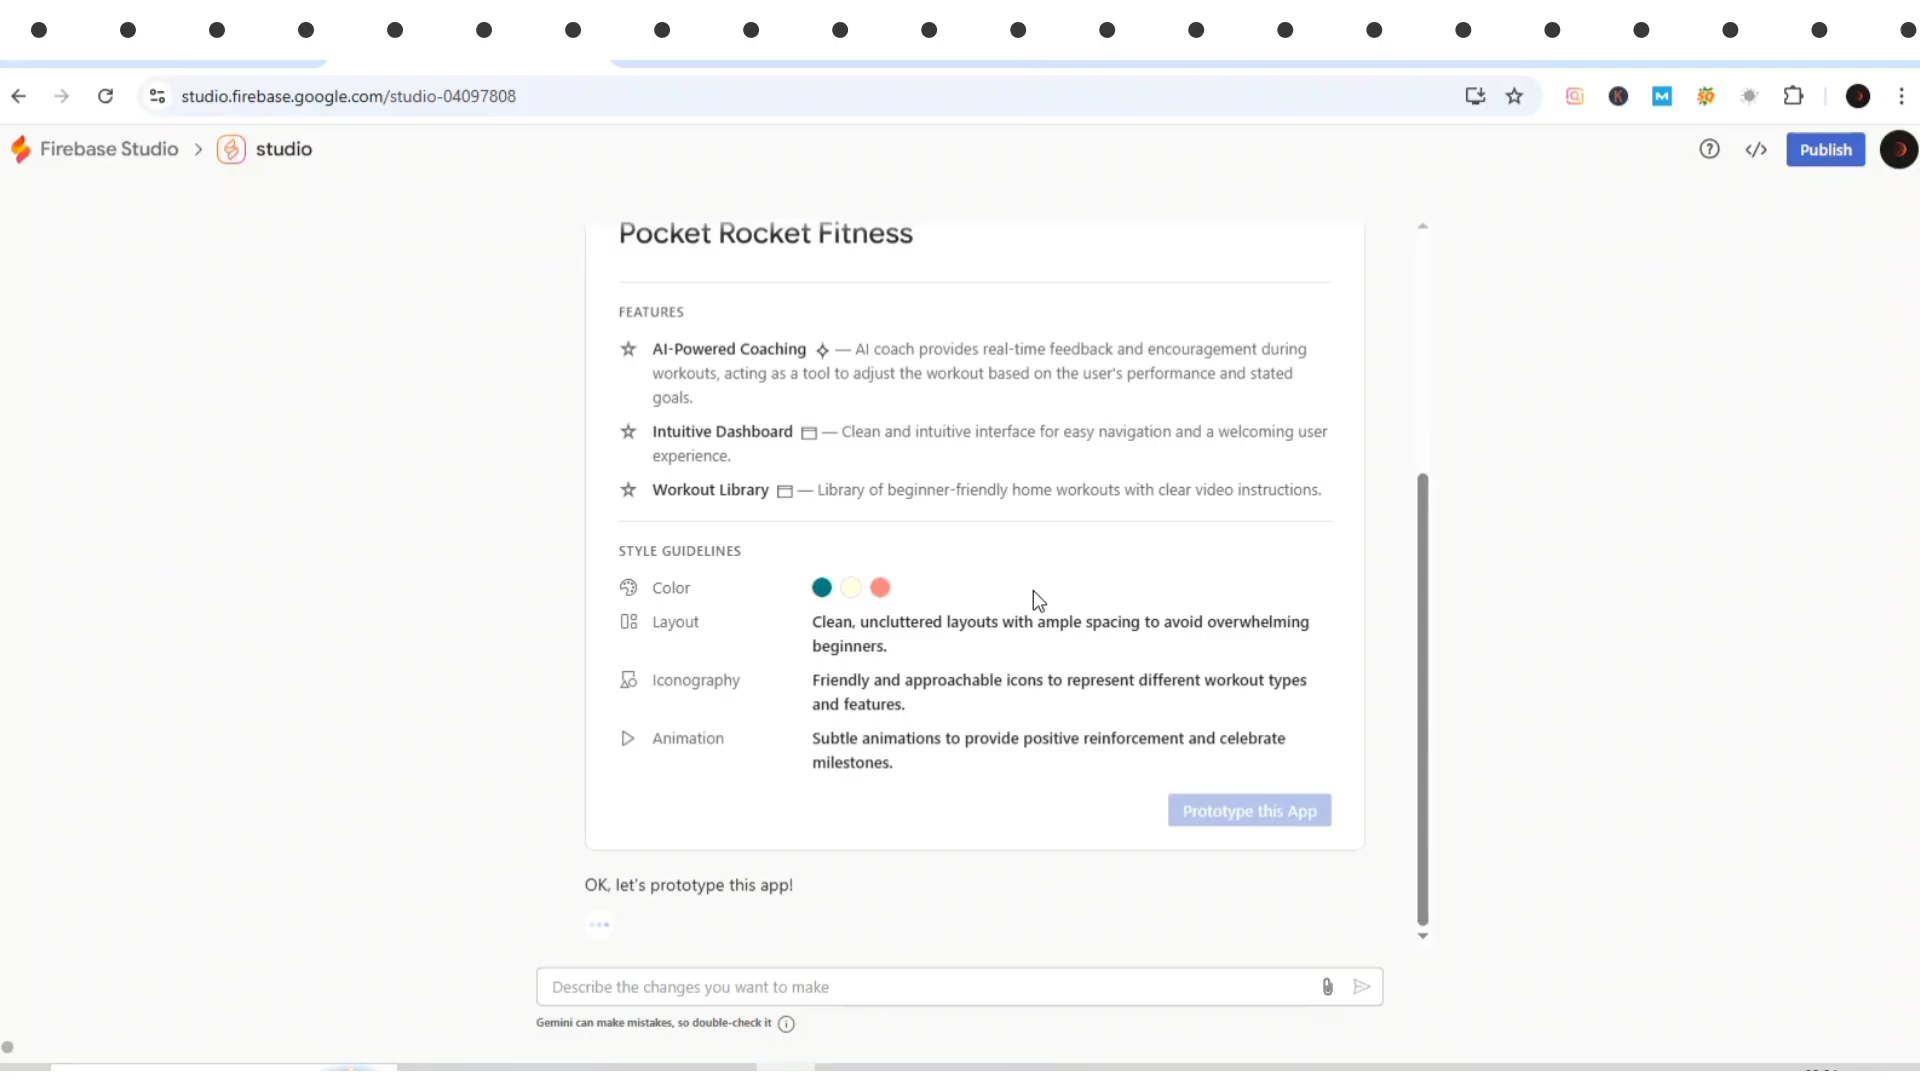 studio.firebase.google.com/studio-04097808
Firebase Studio > studio
Publish
Pocket Rocket Fitness
FEATURES
AI-Powered Coaching — AI coach provides real-time feedback and encouragement during
workouts, acting as a tool to adjust the workout based on the user's performance and stated
goals.
Intuitive Dashboard — Clean and intuitive interface for easy navigation and a welcoming user
experience.
Workout Library — Library of beginner-friendly home workouts with clear video instructions.
STYLE GUIDELINES
Color
Layout Clean, uncluttered layouts with ample spacing to avoid overwhelming
beginners.
Iconography Friendly and approachable icons to represent different workout types
and features.
Animation Subtle animations to provide positive reinforcement and celebrate
milestones.
Prototype this App
OK, let's prototype this app!
Describe the changes you want to make
Gemini can make mistakes, so double-check it